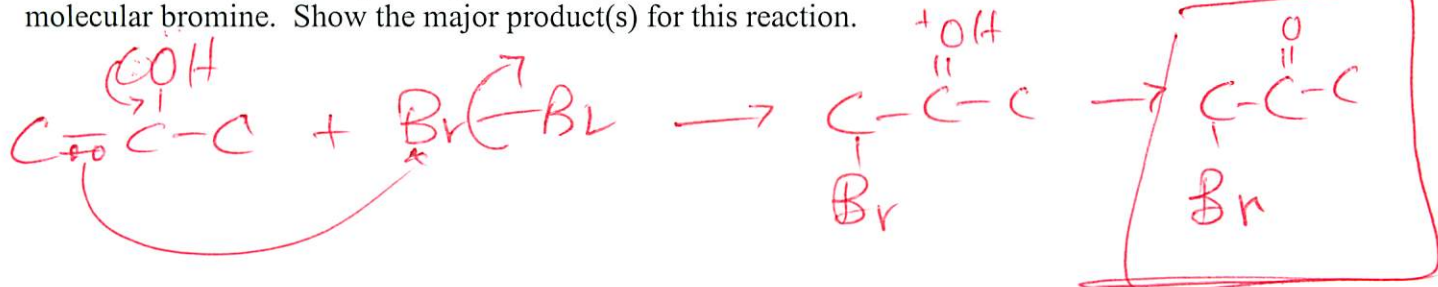 molecular bromine. Show the major product(s) for this reaction.
+OH
OH
O
C=C-C + Br-Br → C-C-C → C-C-C
Br
Br